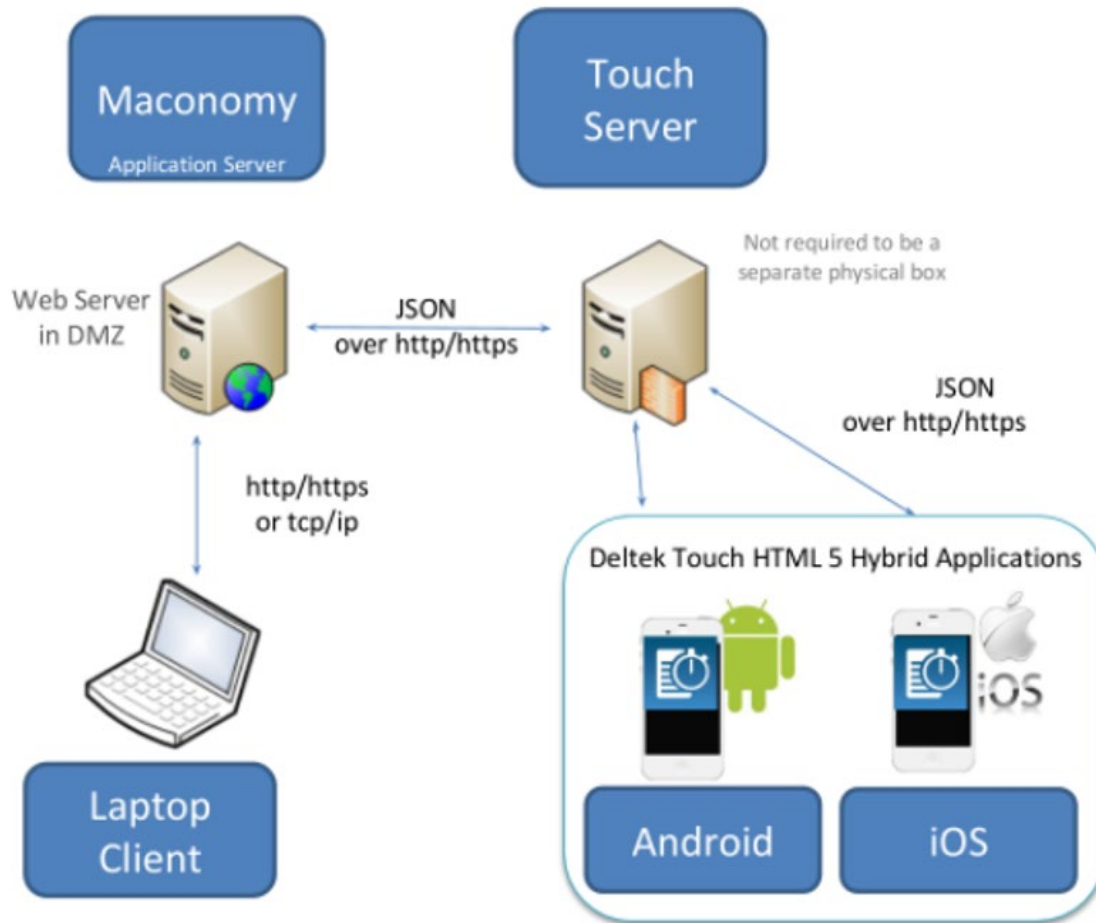 Maconomy
Application Server
Touch
Server
Web Server
in DMZ
JSON
over http/https
Not required to be a
separate physical box
JSON
over http/https
http/https
or tcp/ip
Deltek Touch HTML 5 Hybrid Applications
iOS
Laptop
Client
Android
iOS